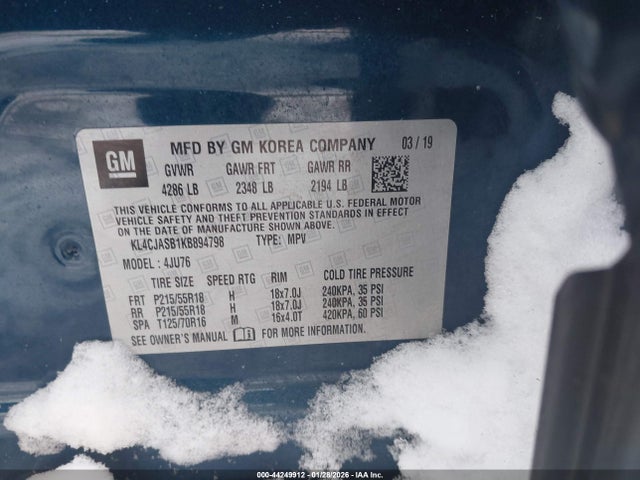 GM
MFD BY GM KOREA COMPANY 03 / 19
GVWR GAWR FRT GAWR RR
4286 LB 2348 LB 2194 LB
THIS VEHICLE CONFORMS TO ALL APPLICABLE U.S. FEDERAL MOTOR
VEHICLE SAFETY AND THEFT PREVENTION STANDARDS IN EFFECT
ON THE DATE OF MANUFACTURE SHOWN ABOVE.
KL4CJASB1KB894798 TYPE: MPV
MODEL : 4JU76
TIRE SIZE SPEED RTG RIM COLD TIRE PRESSURE
FRT P215/55R18 H 18x7.0J 240KPA, 35 PSI
RR P215/55R18 H 18x7.0J 240KPA, 35 PSI
SPA T125/70R16 M 16x4.0T 420KPA, 60 PSI
SEE OWNER'S MANUAL FOR MORE INFORMATION.
000-44249912 - 01/28/2026 - © IAA Inc.